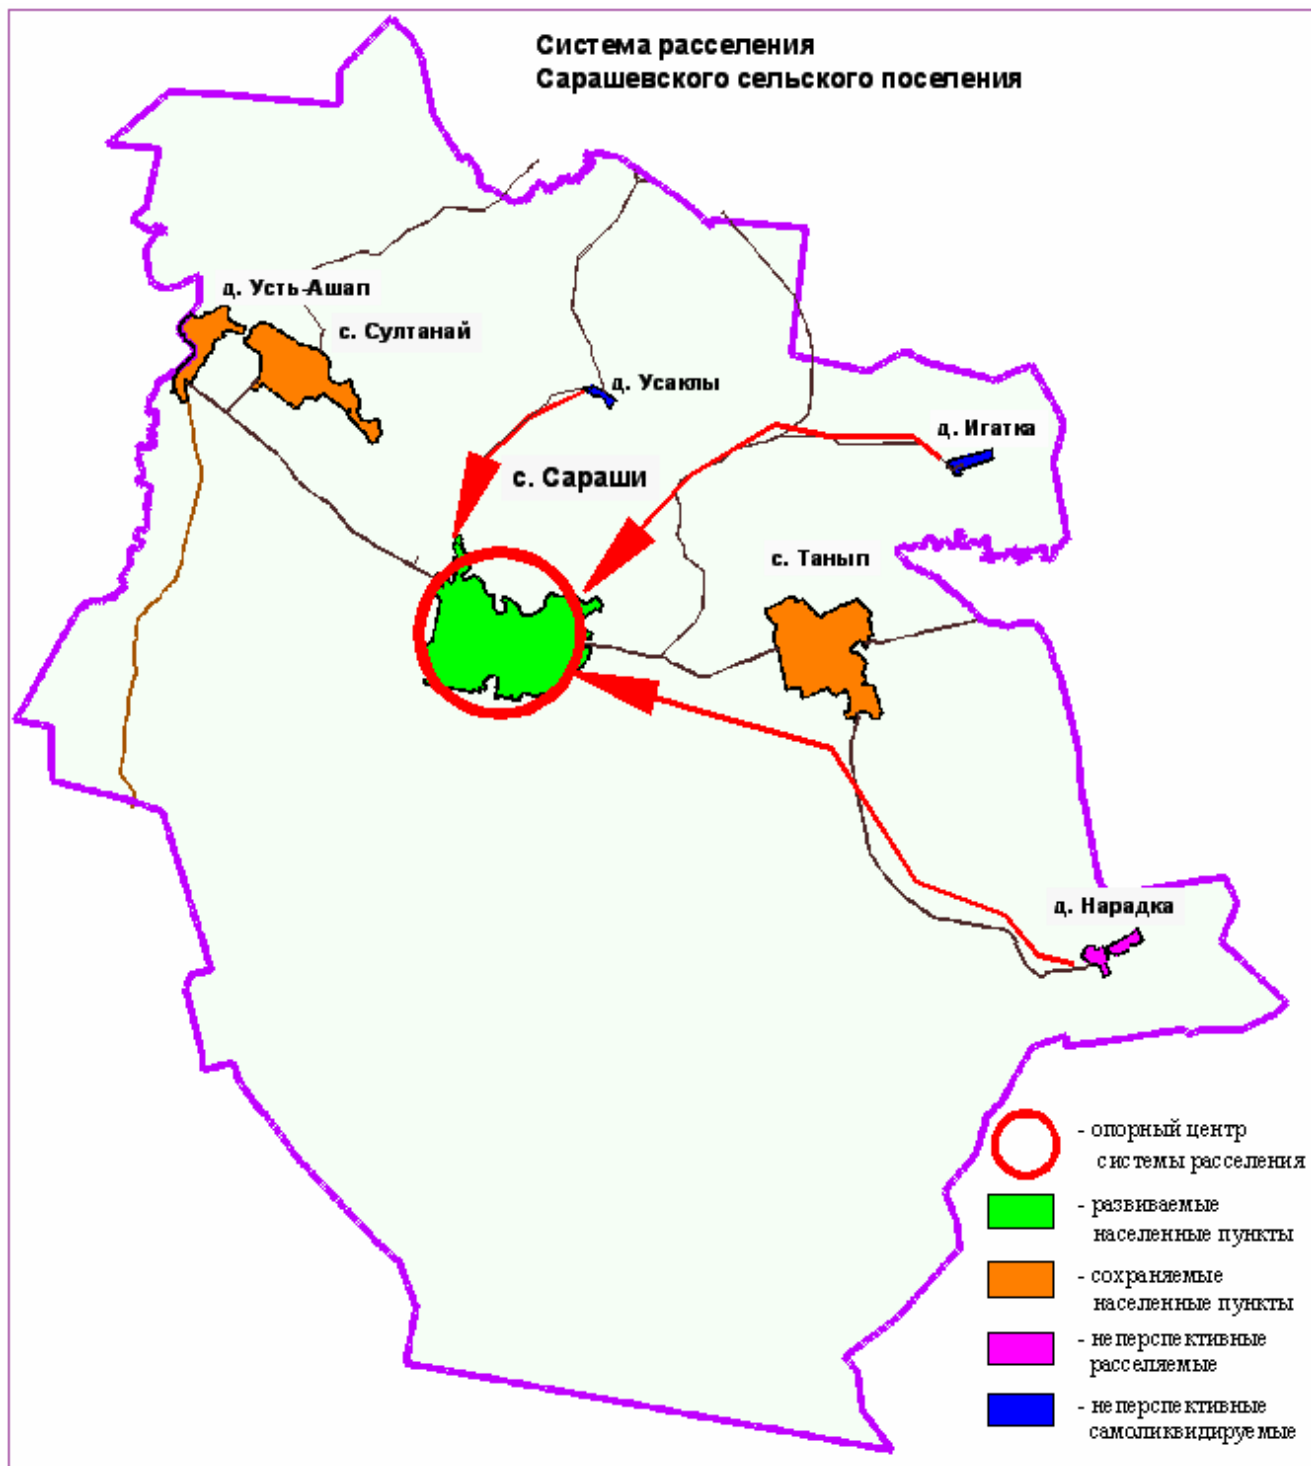 Система расселения
Сарашевского сельского поселения
д. Усть-Ашап
с. Султанай
д. Усаклы
д. Игатка
с. Сараши
с. Танып
д. Нарадка
- опорный центр
системы расселения
- развиваемые
населенные пункты
- сохраняемые
населенные пункты
- неперспективные
расселяемые
- неперспективные
самоликвидируемые